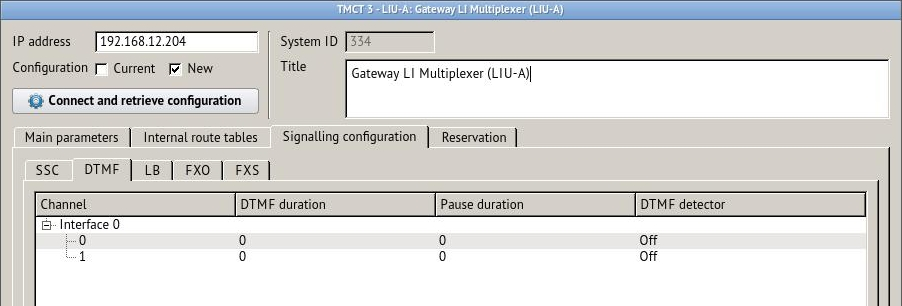 TMCT 3 - LIU-A: Gateway LI Multiplexer (LIU-A)
IP address 192.168.12.204 System ID 334
Configuration Current New Title Gateway LI Multiplexer (LIU-A)
Connect and retrieve configuration
Main parameters Internal route tables Signalling configuration Reservation
SSC DTMF LB FXO FXS
Channel DTMF duration Pause duration DTMF detector
Interface 0
0 0 0 Off
1 0 0 Off